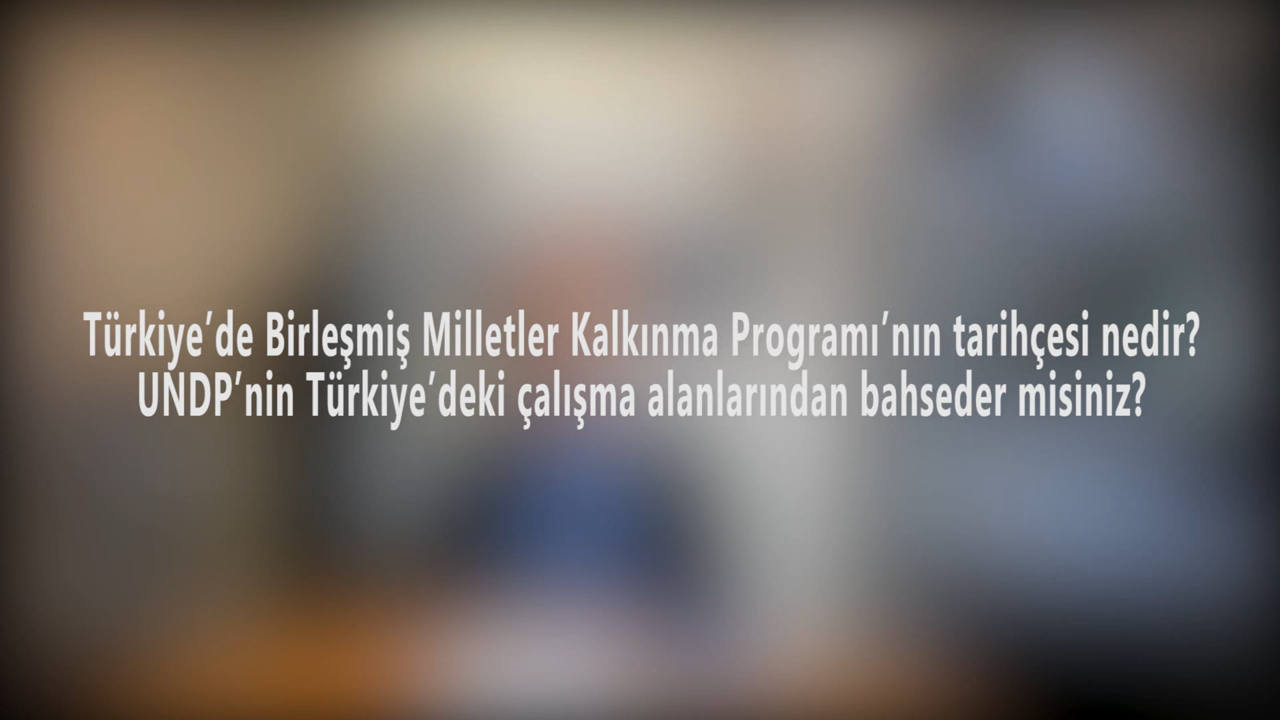 Türkiye’de Birleşmiş Milletler Kalkınma Programı’nın tarihçesi nedir?
UNDP’nin Türkiye’deki çalışma alanlarından bahseder misiniz?